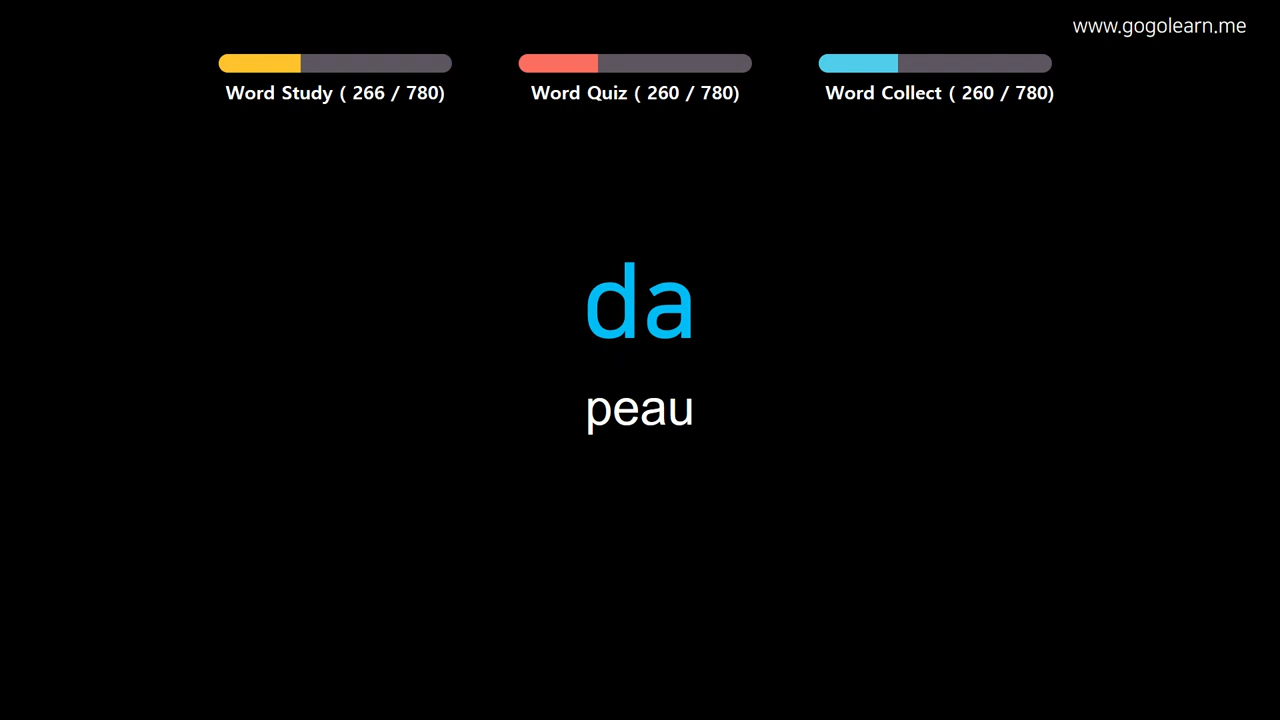 www.gogolearn.me
Word Study ( 266 / 780)
Word Quiz ( 260 / 780)
Word Collect ( 260 / 780)
da
peau